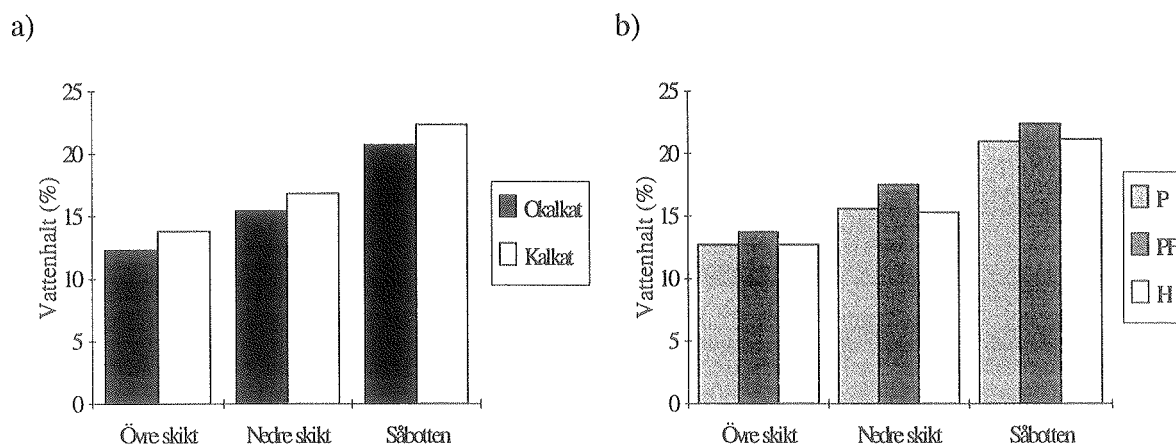 a)
25
20
15
10
5
0
Vattenhalt (%)
Övre skikt
Nedre skikt
Såbotten
Okalkat
Kalkat
b)
25
20
15
10
5
0
Vattenhalt (%)
Övre skikt
Nedre skikt
Såbotten
P
PF
H